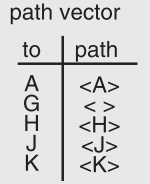 path vector
to path
A <A>
G < >
H <H>
J <J>
K <K>